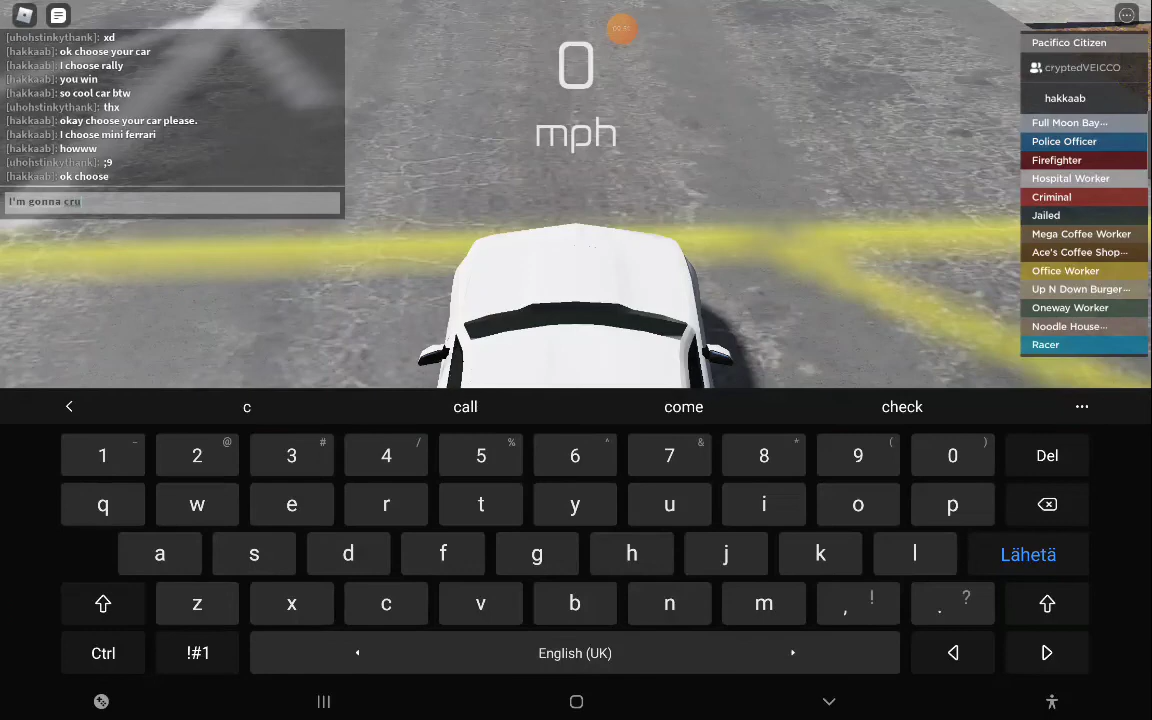 [uhohstinkythank]: xd
[hakkaab]: ok choose your car
[hakkaab]: I choose rally
[hakkaab]: you win
[hakkaab]: so cool car btw
[uhohstinkythank]: thx
[hakkaab]: okay choose your car please.
[hakkaab]: I choose mini ferrari
[hakkaab]: howww
[uhohstinkythank]: ;9
[hakkaab]: ok choose
I'm gonna cru
0
mph
Pacifico Citizen
cryptedVEICCO
hakkaab
Full Moon Bay...
Police Officer
Firefighter
Hospital Worker
Criminal
Jailed
Mega Coffee Worker
Ace's Coffee Shop...
Office Worker
Up N Down Burger...
Oneway Worker
Noodle House...
Racer
c call come check ...
1 - 2 @ 3 # 4 / 5 % 6 ^ 7 & 8 * 9 ( 0 ) Del
q w e r t y u i o p
a s d f g h j k l Lähetä
z x c v b n m , ! . ?
Ctrl !#1 English (UK)